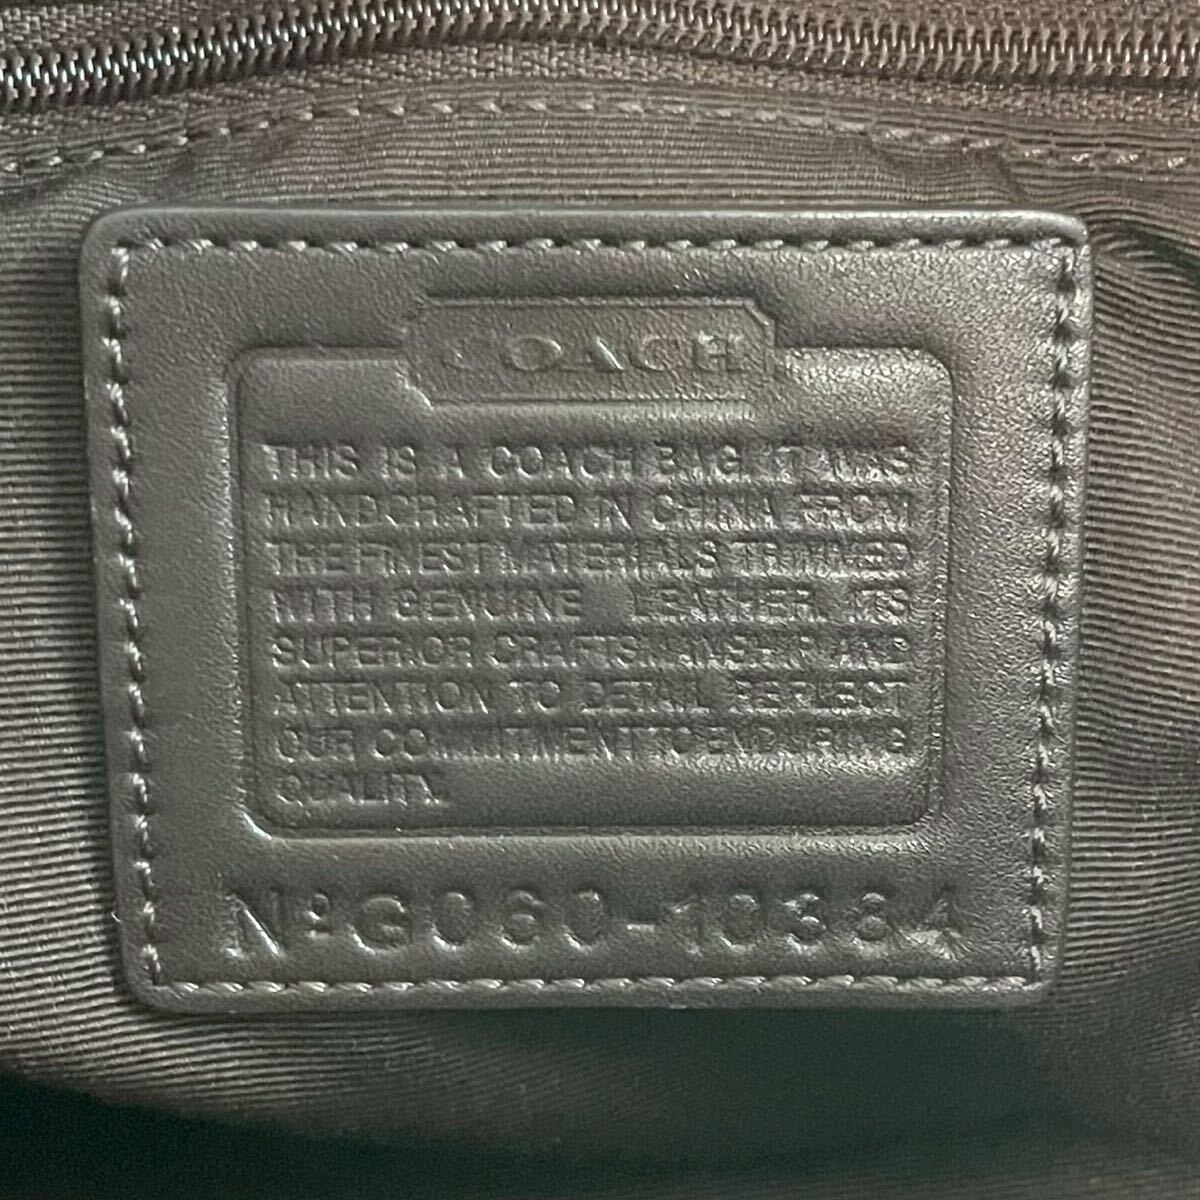 COACH
THIS IS A COACH BAG. IT WAS
HANDCRAFTED IN CHINA FROM
THE FINEST MATERIALS TRIMMED
WITH GENUINE LEATHER. ITS
SUPERIOR CRAFTSMANSHIP AND
ATTENTION TO DETAIL REFLECT
OUR COMMITMENT TO ENDURING
QUALITY.
Nº G060-10384